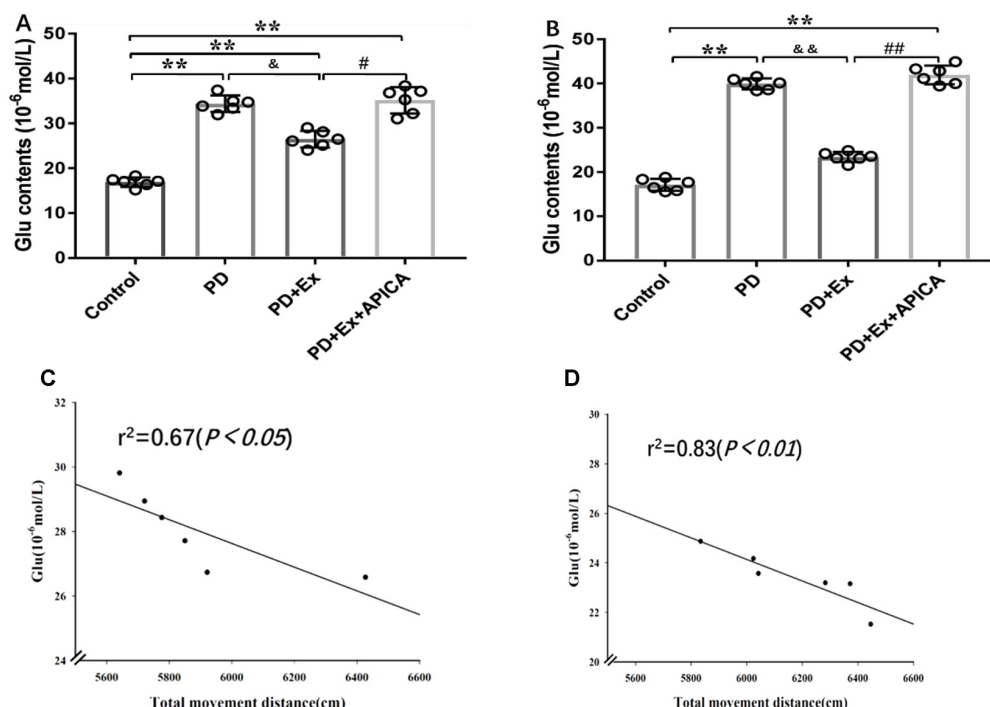 A
Glu contents (10⁻⁶mol/L)
50
40
30
20
10
0
**
**
** & #
Control PD PD+Ex PD+Ex+APICA
B
Glu contents (10⁻⁶mol/L)
50
40
30
20
10
0
**
** && ##
Control PD PD+Ex PD+Ex+APICA
C
Glu(10⁻⁶mol/L)
32
30
28
26
24
r²=0.67(P<0.05)
5600 5800 6000 6200 6400 6600
Total movement distance(cm)
D
Glu(10⁻⁶mol/L)
30
28
26
24
22
20
r²=0.83(P<0.01)
5600 5800 6000 6200 6400 6600
Total movement distance(cm)